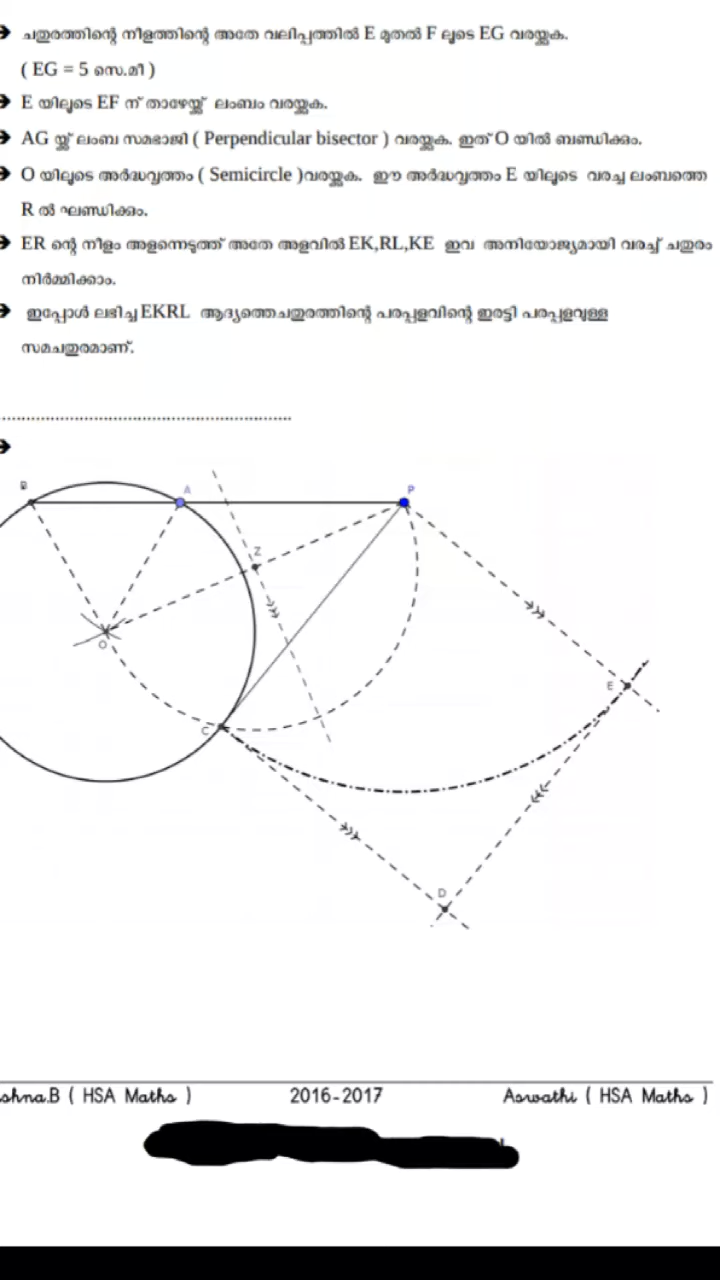 ➔ ചതുരത്തിന്റെ നീളത്തിന്റെ അതേ വലിപ്പത്തിൽ E മുതൽ F ലൂടെ EG വരയ്ക്കുക.
( EG = 5 സെ.മീ )
➔ E യിലൂടെ EF ന് താഴേയ്ക്ക് ലംബം വരയ്ക്കുക.
➔ AG യ്ക്ക് ലംബ സമഭാജി ( Perpendicular bisector ) വരയ്ക്കുക. ഇത് O യിൽ ഖണ്ഡിക്കും.
➔ O യിലൂടെ അർദ്ധവൃത്തം ( Semicircle )വരയ്ക്കുക. ഈ അർദ്ധവൃത്തം E യിലൂടെ വരച്ച ലംബത്തെ
R ൽ ഘണ്ഡിക്കും.
➔ ER ന്റെ നീളം അളന്നെടുത്ത് അതേ അളവിൽ EK,RL,KE ഇവ അനിയോജ്യമായി വരച്ച് ചതുരം
നിർമ്മിക്കാം.
➔ ഇപ്പോൾ ലഭിച്ച EKRL ആദ്യത്തെചതുരത്തിന്റെ പരപ്പളവിന്റെ ഇരട്ടി പരപ്പളവുള്ള
സമചതുരമാണ്.
➔
B A P
Z
O
E
C
D
shna.B ( HSA Maths ) 2016-2017 Aswathi ( HSA Maths )